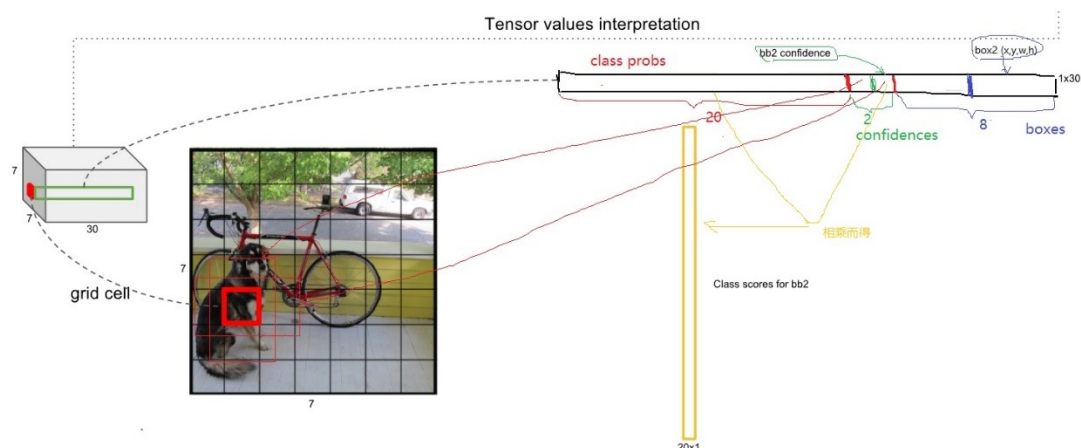 Tensor values interpretation
class probs
bb2 confidence
box2 (x,y,w,h)
1x30
20
2
confidences
8
boxes
7
7
30
7
grid cell
7
相乘而得
Class scores for bb2
20x1